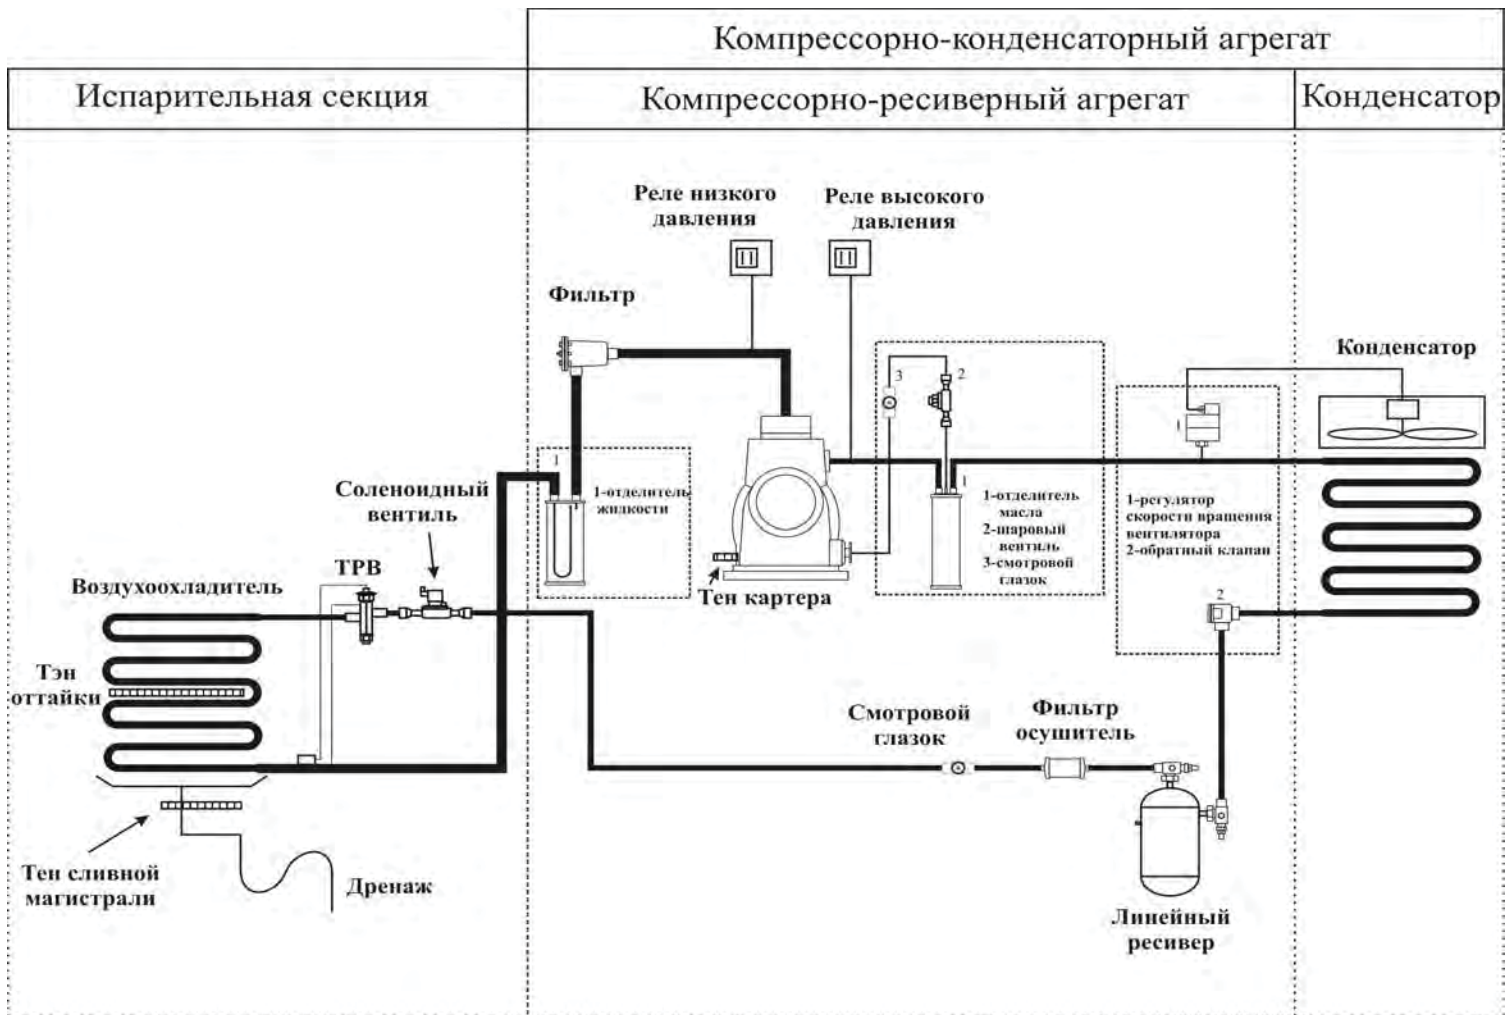 Компрессорно-конденсаторный агрегат
Испарительная секция
Компрессорно-ресиверный агрегат
Конденсатор
Реле низкого
давления
Реле высокого
давления
Фильтр
3
2
1
1-отделитель
масла
2-шаровый
вентиль
3-смотровой
глазок
Конденсатор
1
1-регулятор
скорости вращения
вентилятора
2-обратный клапан
2
1
1-отделитель
жидкости
Соленоидный
вентиль
ТРВ
Воздухоохладитель
Тен картера
Тэн
оттайки
Смотровой
глазок
Фильтр
осушитель
Тен сливной
магистрали
Дренаж
Линейный
ресивер